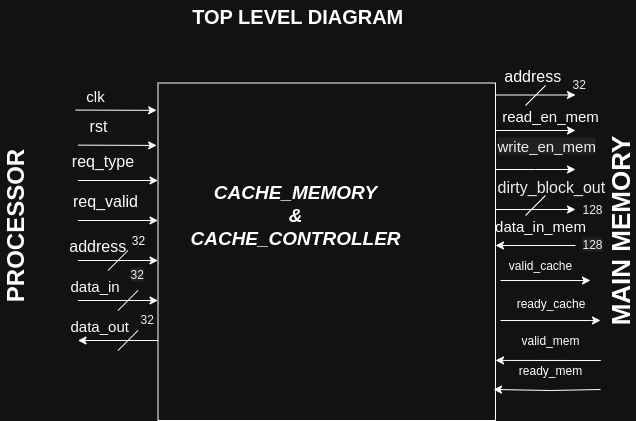 TOP LEVEL DIAGRAM
PROCESSOR
clk
rst
req_type
req_valid
address 32
data_in 32
data_out 32
CACHE_MEMORY
&
CACHE_CONTROLLER
address 32
read_en_mem
write_en_mem
dirty_block_out
128
data_in_mem
128
valid_cache
ready_cache
valid_mem
ready_mem
MAIN MEMORY